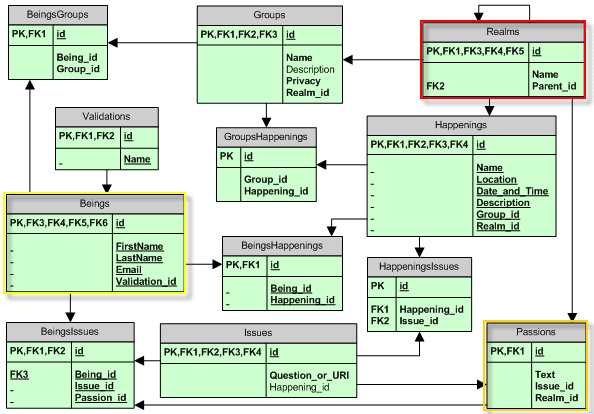 BeingsGroups
PK,FK1 id
Being_id
Group_id
Groups
PK,FK1,FK2,FK3 id
Name
Description
Privacy
Realm_id
Realms
PK,FK1,FK3,FK4,FK5 id
Name
FK2 Parent_id
Validations
PK,FK1,FK2 id
_ Name
GroupsHappenings
PK id
Group_id
Happening_id
Happenings
PK,FK1,FK2,FK3,FK4 id
_ Name
_ Location
_ Date_and_Time
_ Description
_ Group_id
_ Realm_id
Beings
PK,FK3,FK4,FK5,FK6 id
_ FirstName
_ LastName
_ Email
_ Validation_id
BeingsHappenings
PK,FK1 id
_ Being_id
_ Happening_id
HappeningsIssues
PK id
FK1 Happening_id
FK2 Issue_id
BeingsIssues
PK,FK1,FK2 id
FK3 Being_id
_ Issue_id
_ Passion_id
Issues
PK,FK1,FK2,FK3,FK4 id
Question_or_URI
Happening_id
Passions
PK,FK1 id
Text
Issue_id
Realm_id